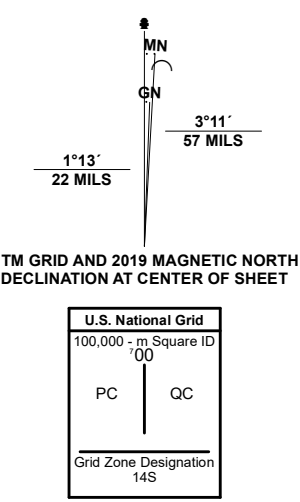 MN
GN
3°11´
57 MILS
1°13´
22 MILS
TM GRID AND 2019 MAGNETIC NORTH
DECLINATION AT CENTER OF SHEET
U.S. National Grid
100,000 - m Square ID
⁷00
PC QC
Grid Zone Designation
14S